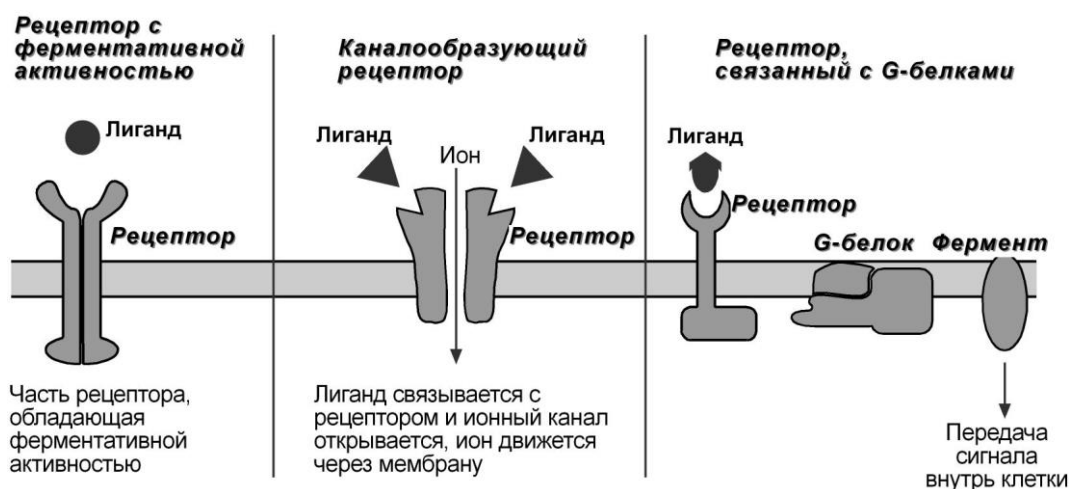 Рецептор с
ферментативной
активностью
Лиганд
Рецептор
Часть рецептора,
обладающая
ферментативной
активностью
Каналообразующий
рецептор
Лиганд
Ион
Лиганд
Рецептор
Лиганд связывается с
рецептором и ионный канал
открывается, ион движется
через мембрану
Рецептор,
связанный с G-белками
Лиганд
Рецептор
G-белок
Фермент
Передача
сигнала
внутрь клетки